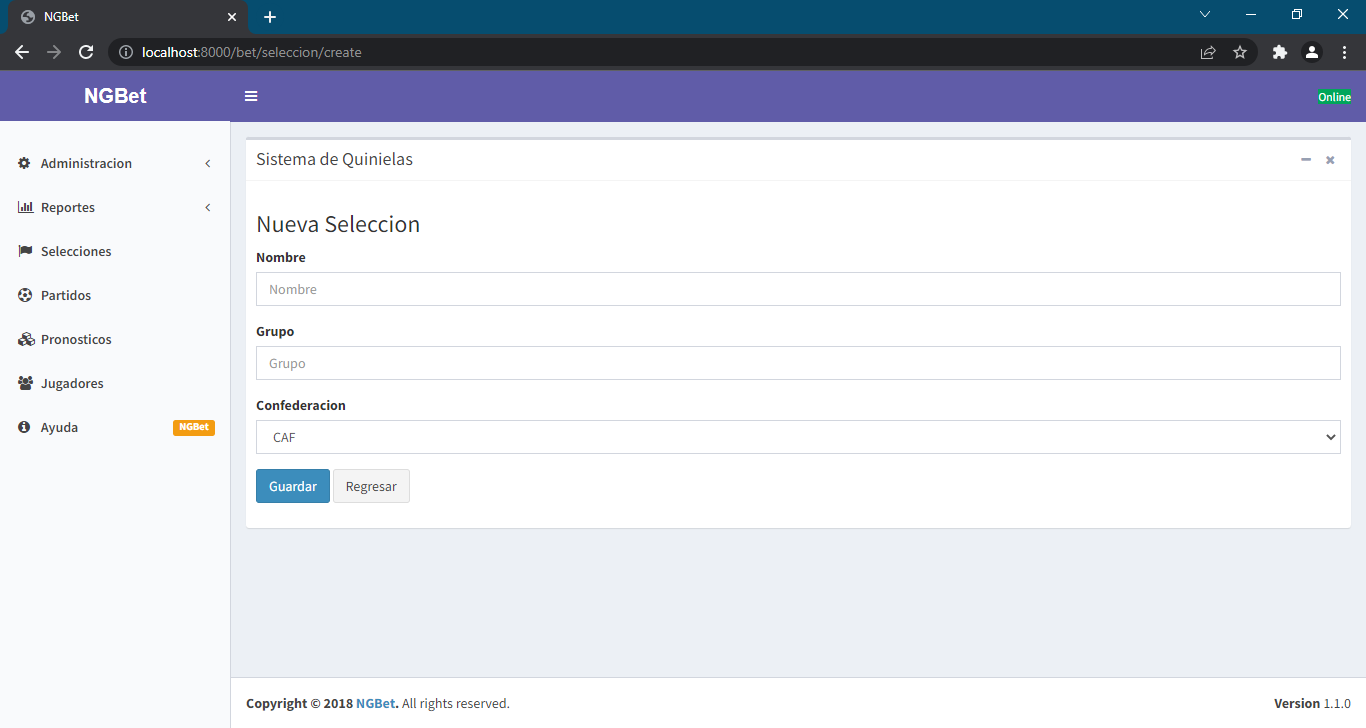 NGBet
localhost:8000/bet/seleccion/create
NGBet
Online
Administracion
Reportes
Selecciones
Partidos
Pronosticos
Jugadores
Ayuda NGBet
Sistema de Quinielas
Nueva Seleccion
Nombre
Nombre
Grupo
Grupo
Confederacion
CAF
Guardar Regresar
Copyright © 2018 NGBet. All rights reserved.
Version 1.1.0